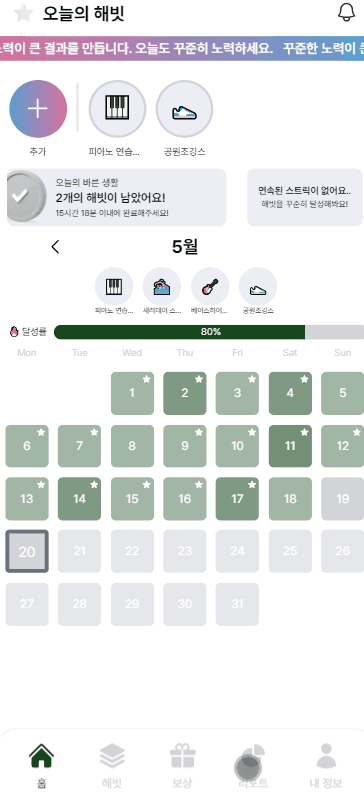 오늘의 해빗
노력이 큰 결과를 만듭니다. 오늘도 꾸준히 노력하세요. 꾸준한 노력이 큰
추가
피아노 연습...
공원조깅스
오늘의 바른 생활
2개의 해빗이 남았어요!
15시간 18분 이내에 완료해주세요!
연속된 스트릭이 없어요..
해빗을 꾸준히 달성해봐요!
5월
피아노 연습...
새러데이 스...
베이스하이...
공원조깅스
달성률
80%
Mon Tue Wed Thu Fri Sat Sun
1 2 3 4 5
6 7 8 9 10 11 12
13 14 15 16 17 18 19
20 21 22 23 24 25 26
27 28 29 30 31
홈
해빗
보상
리포트
내 정보